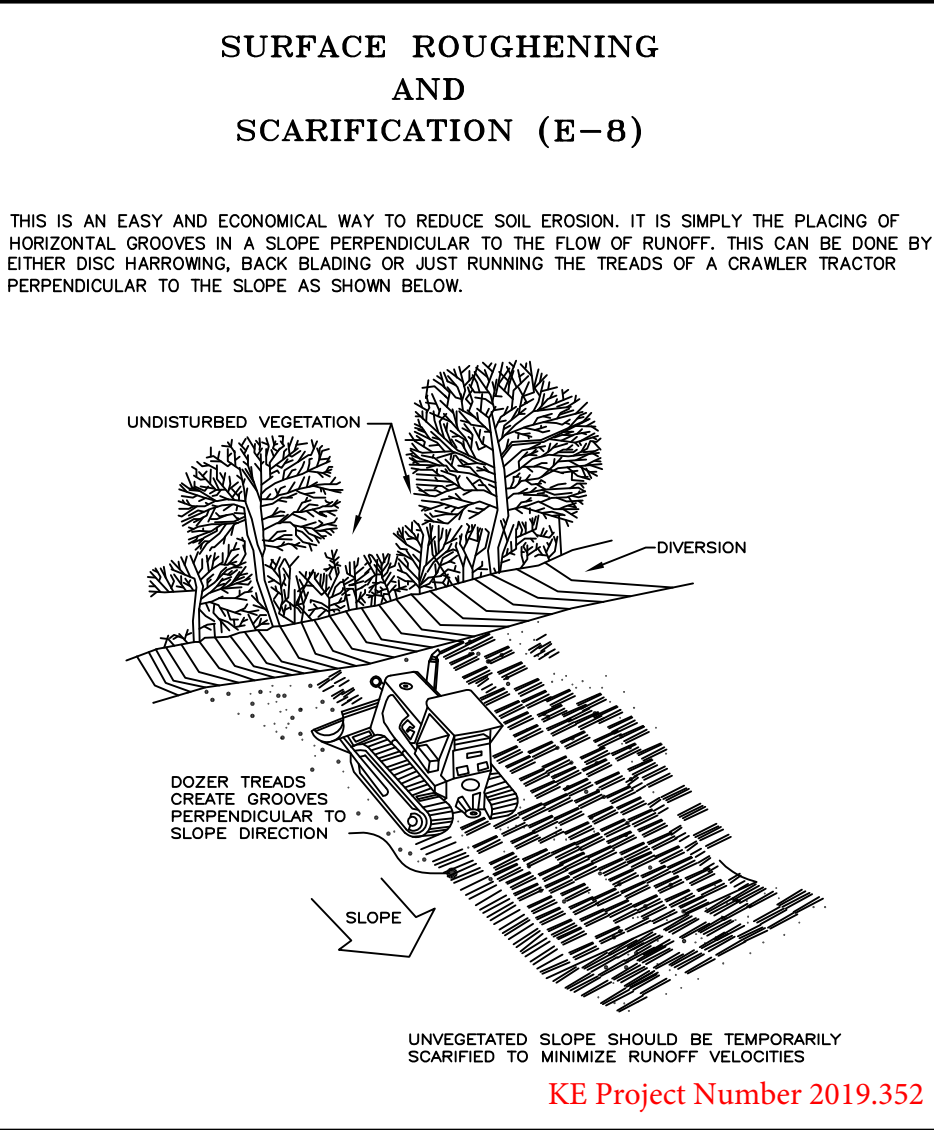 SURFACE ROUGHENING
AND
SCARIFICATION (E-8)
THIS IS AN EASY AND ECONOMICAL WAY TO REDUCE SOIL EROSION. IT IS SIMPLY THE PLACING OF
HORIZONTAL GROOVES IN A SLOPE PERPENDICULAR TO THE FLOW OF RUNOFF. THIS CAN BE DONE BY
EITHER DISC HARROWING, BACK BLADING OR JUST RUNNING THE TREADS OF A CRAWLER TRACTOR
PERPENDICULAR TO THE SLOPE AS SHOWN BELOW.
UNDISTURBED VEGETATION
DIVERSION
DOZER TREADS
CREATE GROOVES
PERPENDICULAR TO
SLOPE DIRECTION
SLOPE
UNVEGETATED SLOPE SHOULD BE TEMPORARILY
SCARIFIED TO MINIMIZE RUNOFF VELOCITIES
KE Project Number 2019.352